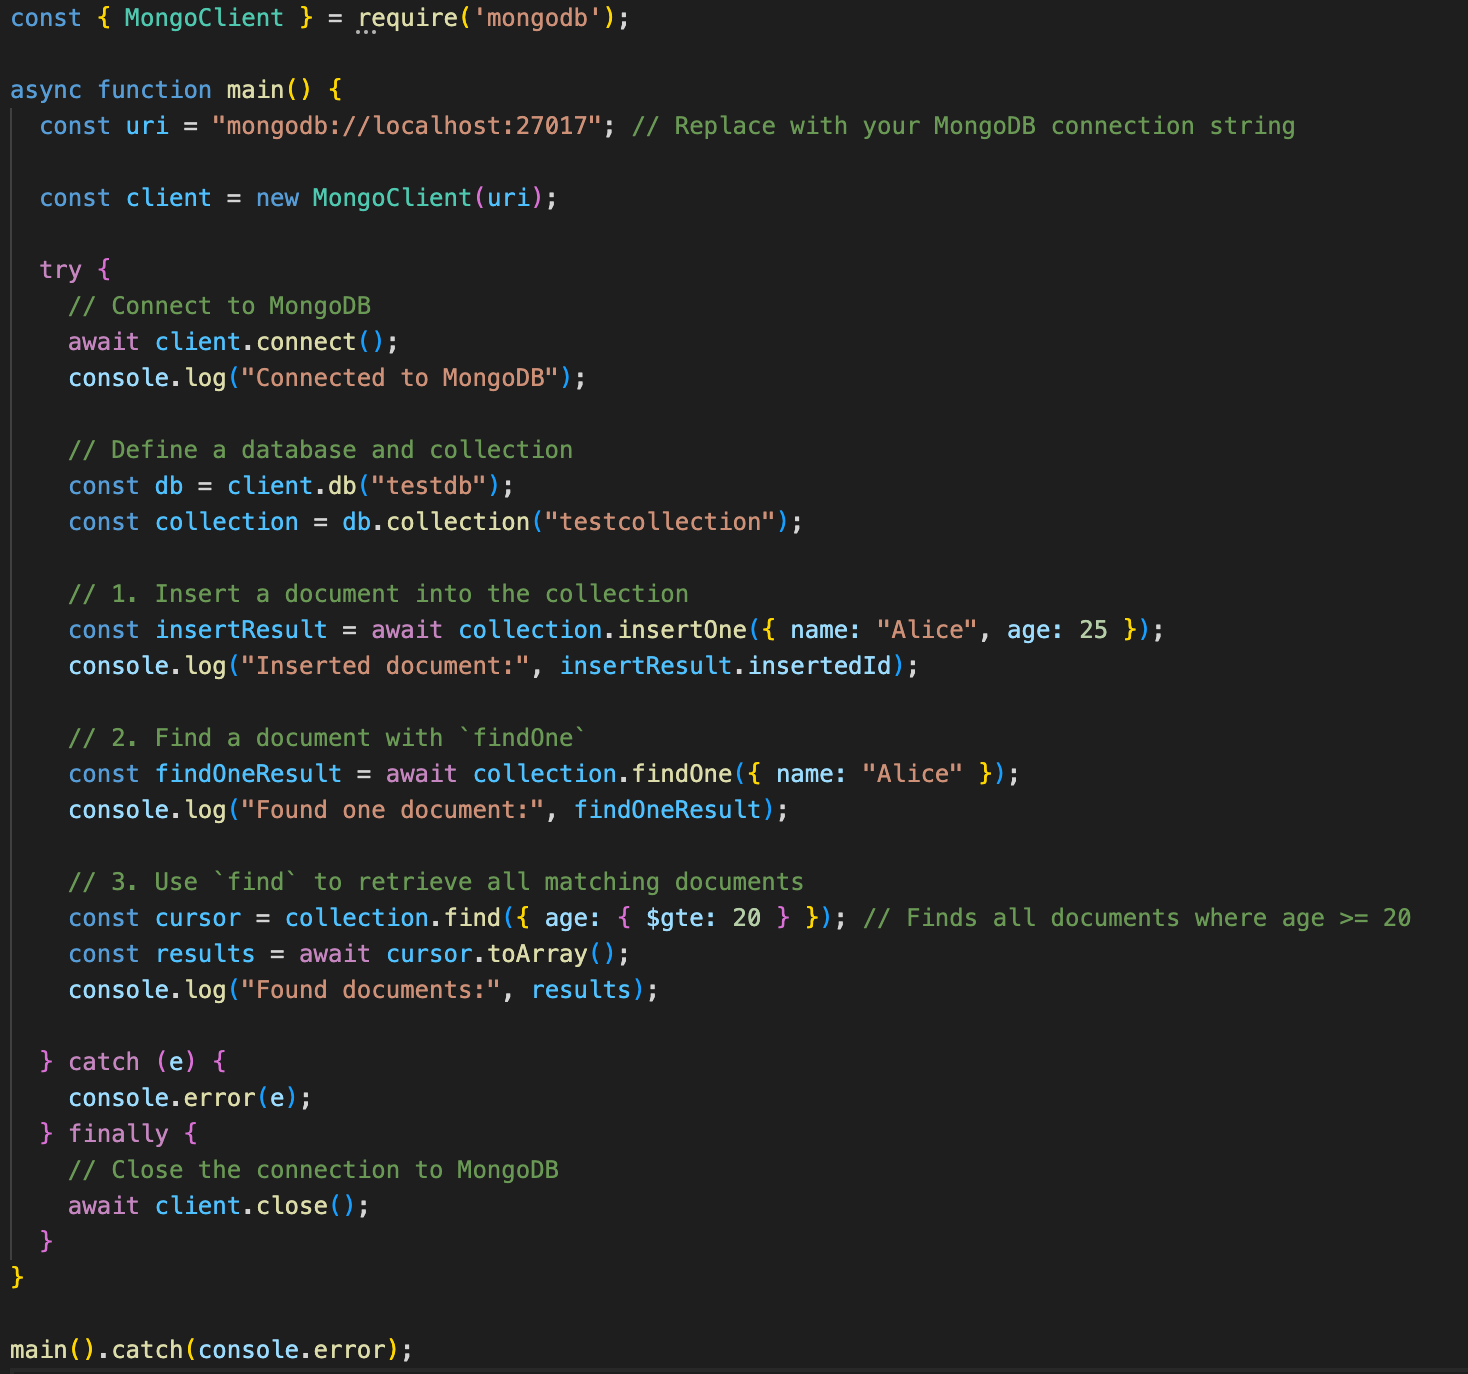 const { MongoClient } = require('mongodb');
async function main() {
const uri = "mongodb://localhost:27017"; // Replace with your MongoDB connection string
const client = new MongoClient(uri);
try {
// Connect to MongoDB
await client.connect();
console.log("Connected to MongoDB");
// Define a database and collection
const db = client.db("testdb");
const collection = db.collection("testcollection");
// 1. Insert a document into the collection
const insertResult = await collection.insertOne({ name: "Alice", age: 25 });
console.log("Inserted document:", insertResult.insertedId);
// 2. Find a document with `findOne`
const findOneResult = await collection.findOne({ name: "Alice" });
console.log("Found one document:", findOneResult);
// 3. Use `find` to retrieve all matching documents
const cursor = collection.find({ age: { $gte: 20 } }); // Finds all documents where age >= 20
const results = await cursor.toArray();
console.log("Found documents:", results);
} catch (e) {
console.error(e);
} finally {
// Close the connection to MongoDB
await client.close();
}
}
main().catch(console.error);